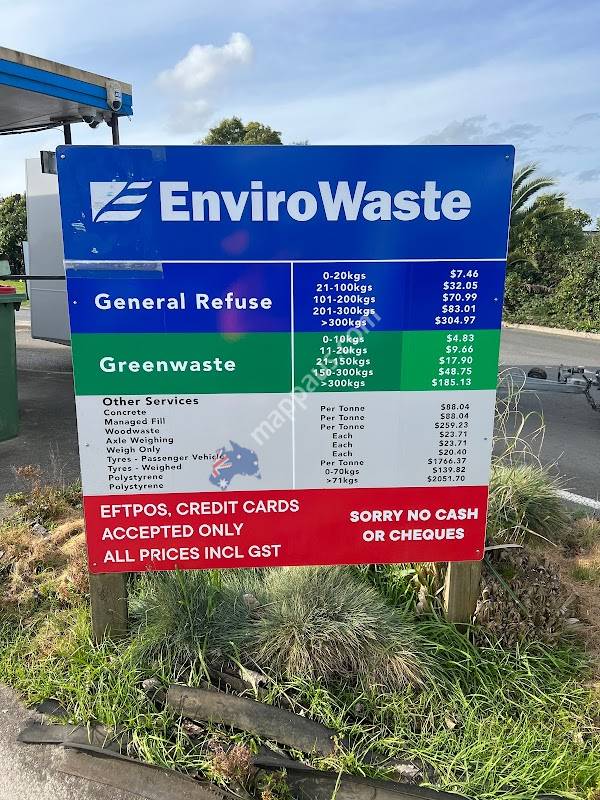 EnviroWaste
General Refuse
0-20kgs $7.46
21-100kgs $32.05
101-200kgs $70.99
201-300kgs $83.01
>300kgs $304.97
Greenwaste
0-10kgs $4.83
11-20kgs $9.66
21-150kgs $17.90
150-300kgs $48.75
>300kgs $185.13
Other Services
Concrete Per Tonne $88.04
Managed Fill Per Tonne $88.04
Woodwaste Per Tonne $259.23
Axle Weighing Each $23.71
Weigh Only Each $23.71
Tyres - Passenger Vehicle Each $20.40
Tyres - Weighed Per Tonne $1766.37
Polystyrene 0-70kgs $139.82
Polystyrene >71kgs $2051.70
EFTPOS, CREDIT CARDS
ACCEPTED ONLY
ALL PRICES INCL GST
SORRY NO CASH
OR CHEQUES